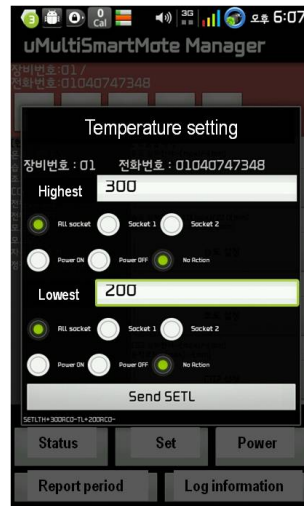 0
Cal
3G
오후 6:07
uMultiSmartMote Manager
장비번호:01 /
전화번호:01040747348
Temperature setting
장비번호 : 01 전화번호 : 01040747348
Highest 300
All socket Socket 1 Socket 2
Power ON Power OFF No Action
Lowest 200
All socket Socket 1 Socket 2
Power ON Power OFF No Action
Send SETL
SETLTH+300RCO-TL+200RCO-
Status Set Power
Report period Log information